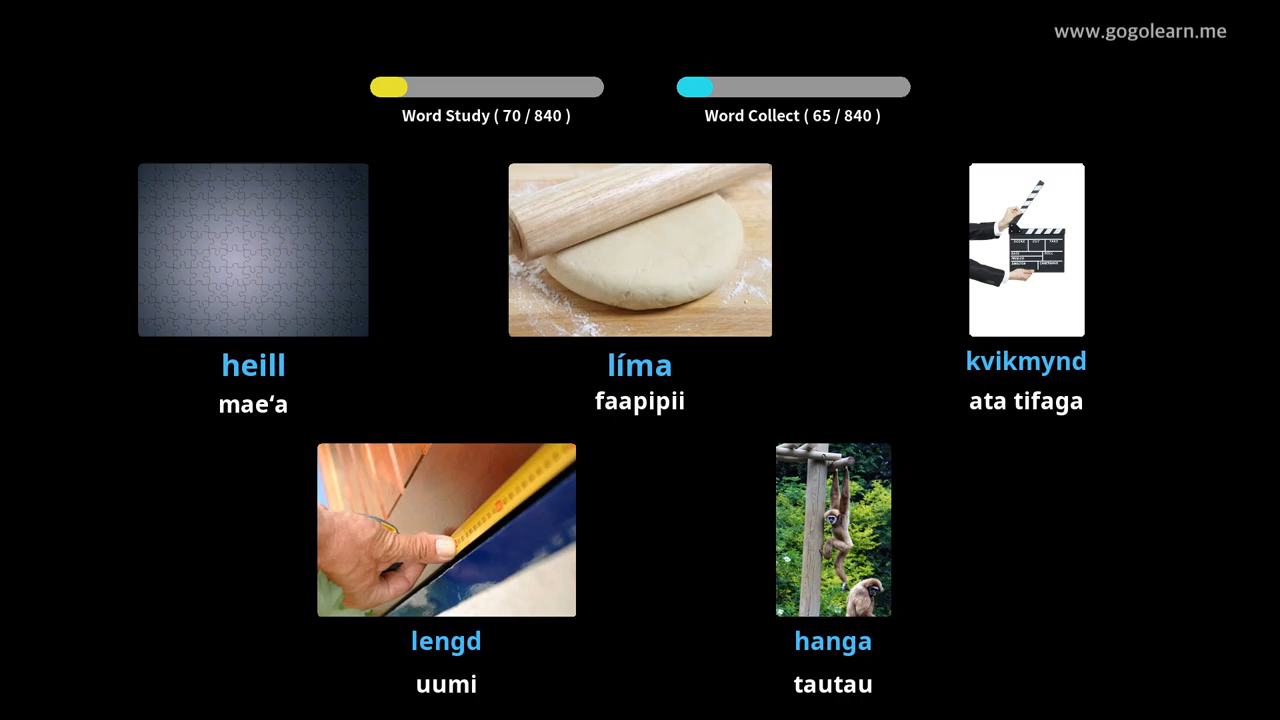 www.gogolearn.me
Word Study ( 70 / 840 )
Word Collect ( 65 / 840 )
heill
maeʻa
líma
faapipii
kvikmynd
ata tifaga
lengd
uumi
hanga
tautau